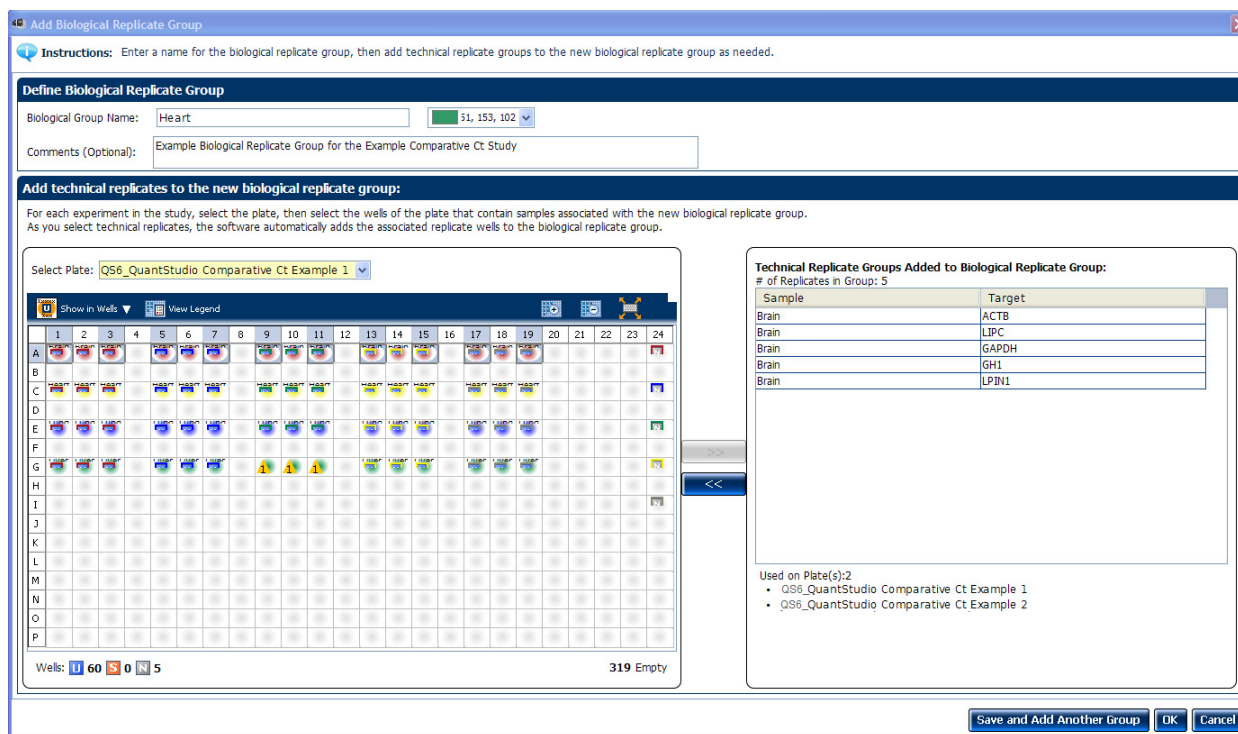 Add Biological Replicate Group
Instructions: Enter a name for the biological replicate group, then add technical replicate groups to the new biological replicate group as needed.
Define Biological Replicate Group
Biological Group Name: Heart 51, 153, 102
Comments (Optional): Example Biological Replicate Group for the Example Comparative Ct Study
Add technical replicates to the new biological replicate group:
For each experiment in the study, select the plate, then select the wells of the plate that contain samples associated with the new biological replicate group.
As you select technical replicates, the software automatically adds the associated replicate wells to the biological replicate group.
Select Plate: QS6_QuantStudio Comparative Ct Example 1
Show in Wells ▼ View Legend
1 2 3 4 5 6 7 8 9 10 11 12 13 14 15 16 17 18 19 20 21 22 23 24
A
B
C
D
E
F
G
H
I
J
K
L
M
N
O
P
Wells: U 60 S 0 N 5 319 Empty
>>
<<
Technical Replicate Groups Added to Biological Replicate Group:
# of Replicates in Group: 5
Sample Target
Brain ACTB
Brain LIPC
Brain GAPDH
Brain GH1
Brain LPIN1
Used on Plate(s):2
• QS6_QuantStudio Comparative Ct Example 1
• QS6_QuantStudio Comparative Ct Example 2
Save and Add Another Group OK Cancel